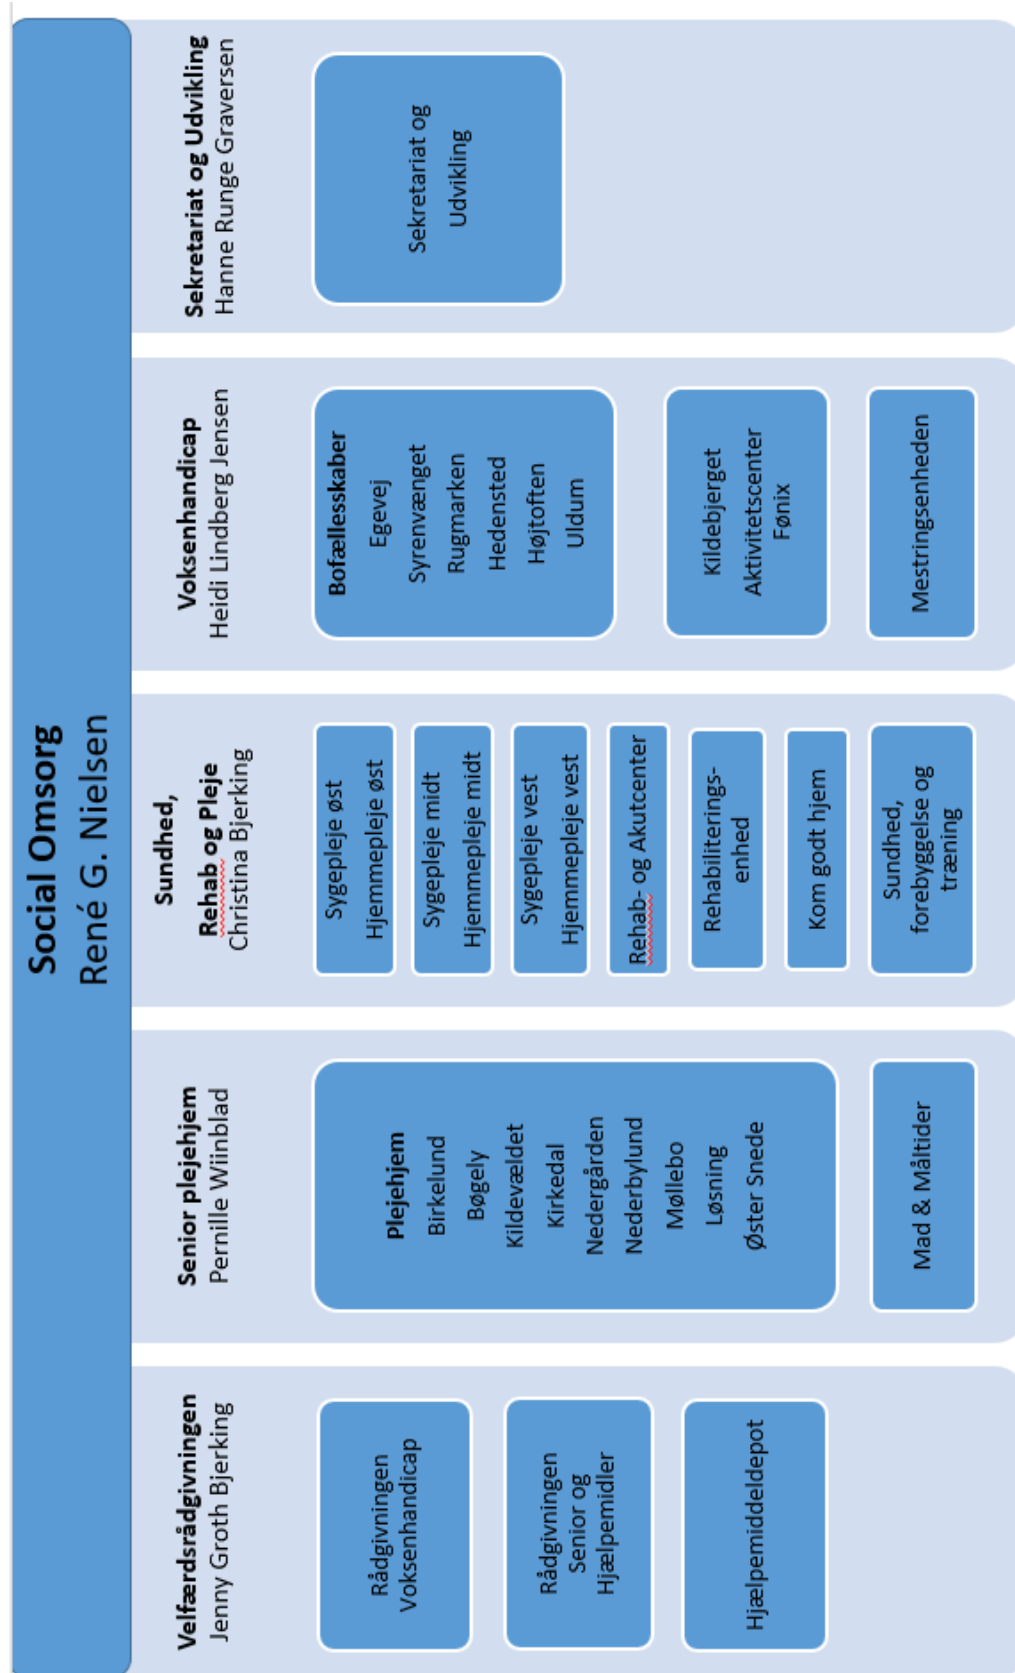 Social Omsorg
René G. Nielsen
Velfærdsrådgivningen
Jenny Groth Bjerking
Rådgivningen
Voksenhandicap
Rådgivningen
Senior og
Hjælpemidler
Hjælpemiddeldepot
Senior plejehjem
Pernille Wiinblad
Plejehjem
Birkelund
Bøgely
Kildevældet
Kirkedal
Nedergården
Nederbylund
Møllebo
Løsning
Øster Snede
Mad & Måltider
Sundhed,
Rehab og Pleje
Christina Bjerking
Sygepleje øst
Hjemmepleje øst
Sygepleje midt
Hjemmepleje midt
Sygepleje vest
Hjemmepleje vest
Rehab- og Akutcenter
Rehabiliterings-
enhed
Kom godt hjem
Sundhed,
forebyggelse og
træning
Voksenhandicap
Heidi Lindberg Jensen
Bofællesskaber
Egevej
Syrenvænget
Rugmarken
Hedensted
Højtoften
Uldum
Kildebjerget
Aktivitetscenter
Fønix
Mestringsenheden
Sekretariat og Udvikling
Hanne Runge Graversen
Sekretariat og
Udvikling